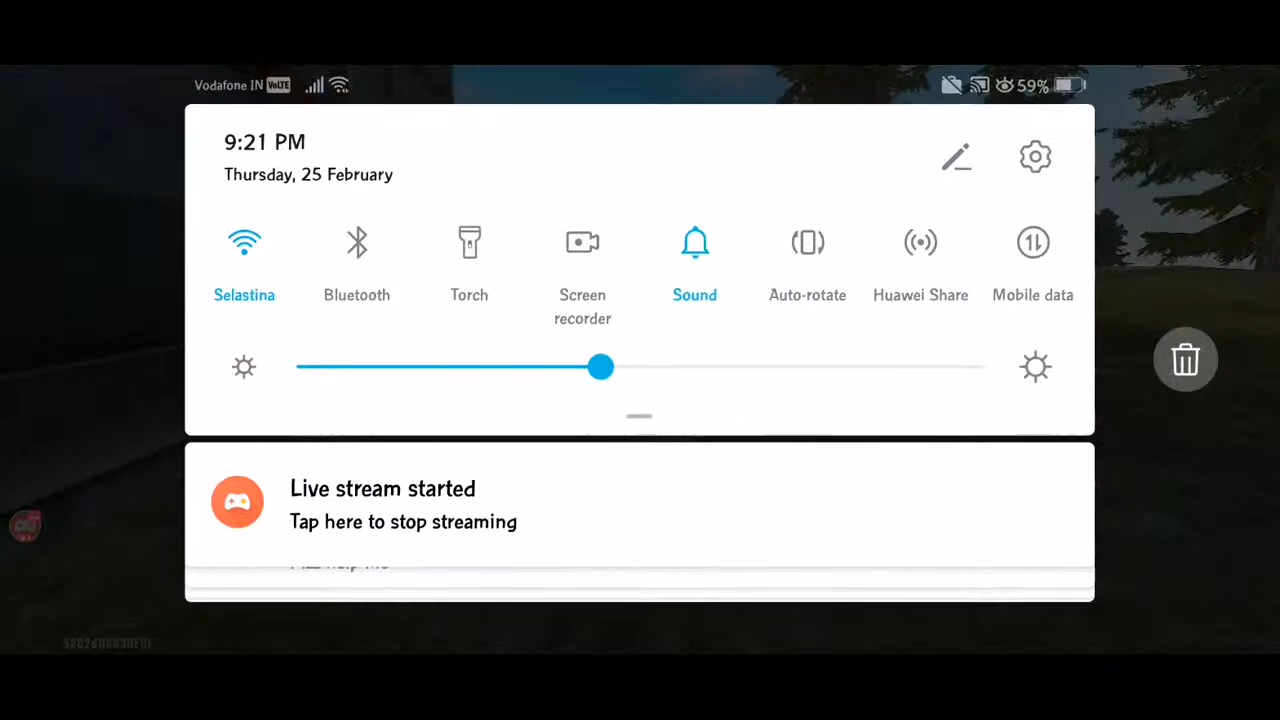 Vodafone IN VoLTE
59%
9:21 PM
Thursday, 25 February
Selastina
Bluetooth
Torch
Screen
recorder
Sound
Auto-rotate
Huawei Share
Mobile data
Live stream started
Tap here to stop streaming